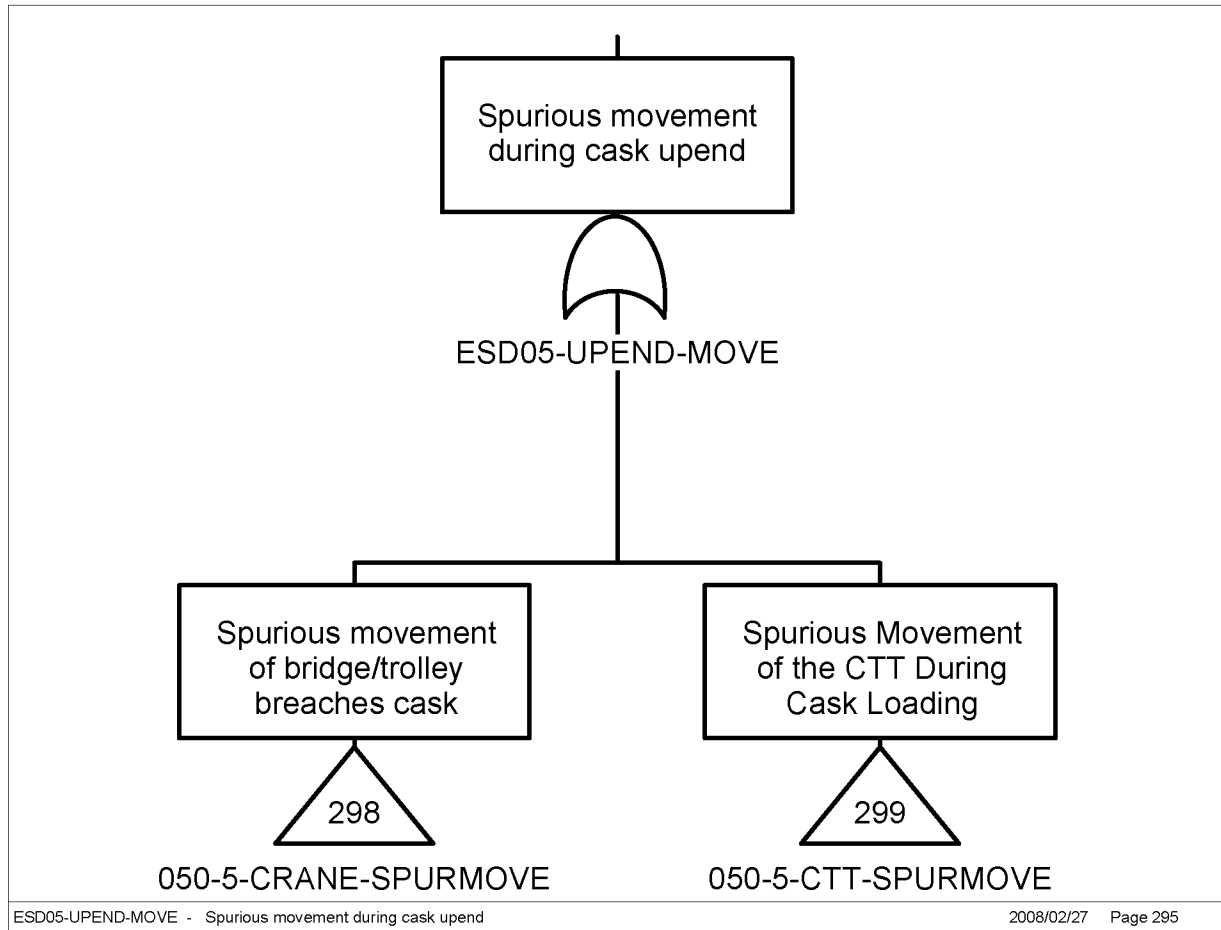 Spurious movement
during cask upend
ESD05-UPEND-MOVE
Spurious movement
of bridge/trolley
breaches cask
298
050-5-CRANE-SPURMOVE
Spurious Movement
of the CTT During
Cask Loading
299
050-5-CTT-SPURMOVE
ESD05-UPEND-MOVE - Spurious movement during cask upend 2008/02/27 Page 295